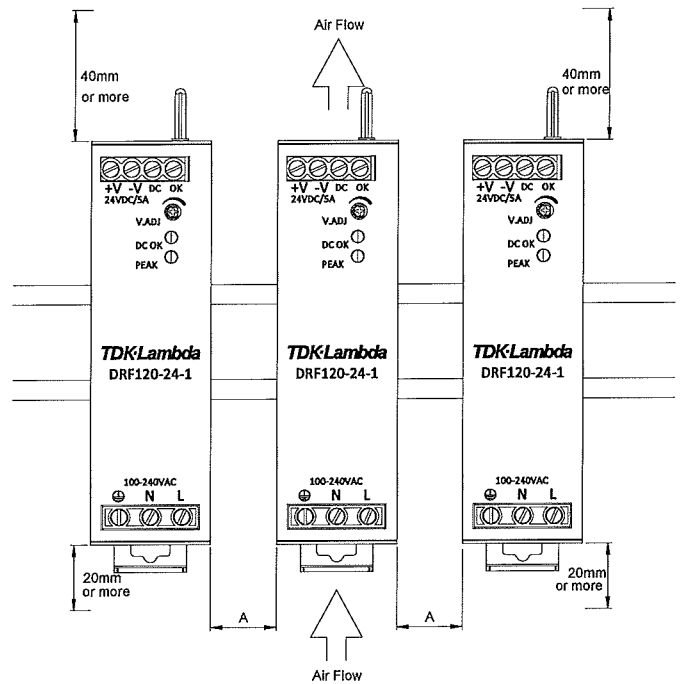 Air Flow
40mm
or more
40mm
or more
+V -V DC OK
24VDC/5A
V.ADJ
DC OK
PEAK
TDK·Lambda
DRF120-24-1
100-240VAC
N L
+V -V DC OK
24VDC/5A
V.ADJ
DC OK
PEAK
TDK·Lambda
DRF120-24-1
100-240VAC
N L
+V -V DC OK
24VDC/5A
V.ADJ
DC OK
PEAK
TDK·Lambda
DRF120-24-1
100-240VAC
N L
20mm
or more
A
A
20mm
or more
Air Flow